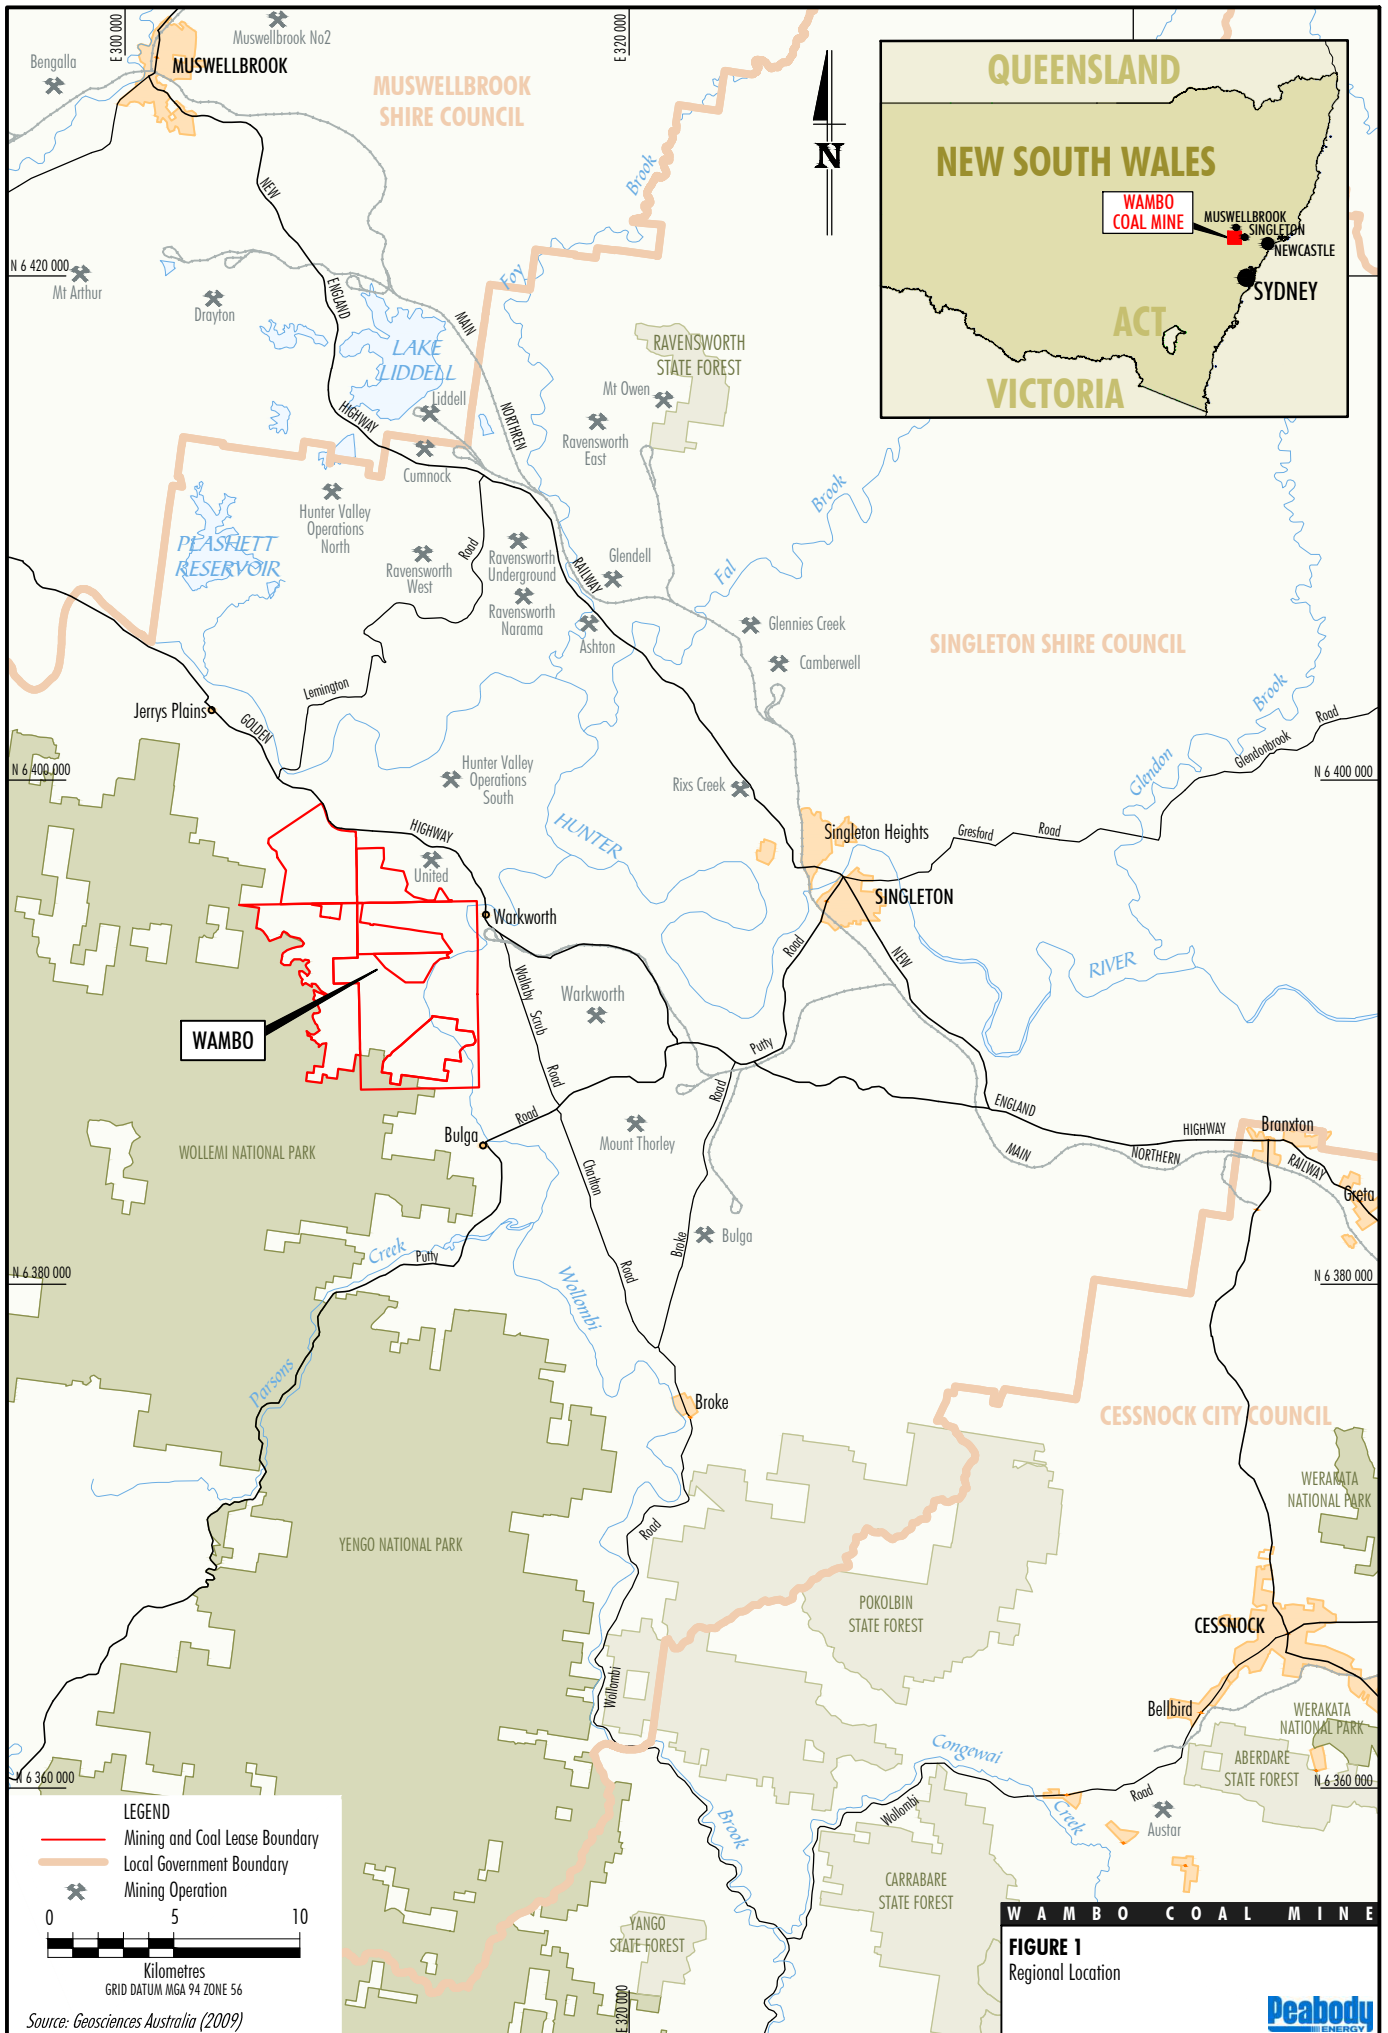 E 300 000
E 320 000
Muswellbrook No2
Bengalla
MUSWELLBROOK
MUSWELLBROOK
SHIRE COUNCIL
N
QUEENSLAND
NEW SOUTH WALES
WAMBO
COAL MINE
MUSWELLBROOK
SINGLETON
NEWCASTLE
SYDNEY
ACT
VICTORIA
NEW
Brook
Foy
N 6 420 000
Mt Arthur
Drayton
ENGLAND
MAIN
LAKE
LIDDELL
RAVENSWORTH
STATE FOREST
Liddell
Mt Owen
HIGHWAY
NORTHREN
Ravensworth
East
Cumnock
Hunter Valley
Operations
North
Brook
PLASHETT
RESERVOIR
Road
Ravensworth
West
Ravensworth
Underground
RAILWAY
Glendell
Fal
Ravensworth
Narama
Ashton
Glennies Creek
Camberwell
SINGLETON SHIRE COUNCIL
Lemington
Jerrys Plains
GOLDEN
Brook
Road
Glendonbrook
Glendon
N 6 400 000
Hunter Valley
Operations
South
Rixs Creek
N 6 400 000
HIGHWAY
HUNTER
Singleton Heights
Gresford
Road
United
SINGLETON
Warkworth
Road
NEW
RIVER
Wallaby
Scrub
Road
Warkworth
WAMBO
Putty
Road
ENGLAND
Road
Bulga
Mount Thorley
HIGHWAY
Branxton
WOLLEMI NATIONAL PARK
MAIN
NORTHERN
RAILWAY
Charlton
Greta
Bulga
Broke
Creek
Putty
Road
N 6 380 000
Wollombi
N 6 380 000
Parsons
Broke
CESSNOCK CITY COUNCIL
WERAKATA
NATIONAL PARK
Road
YENGO NATIONAL PARK
POKOLBIN
STATE FOREST
CESSNOCK
Wollombi
Bellbird
WERAKATA
NATIONAL PARK
Congewai
ABERDARE
STATE FOREST
N 6 360 000
N 6 360 000
Road
Wollombi
Brook
Creek
Austar
CARRABARE
STATE FOREST
YANGO
STATE FOREST
E 320 000
LEGEND
Mining and Coal Lease Boundary
Local Government Boundary
Mining Operation
0 5 10
Kilometres
GRID DATUM MGA 94 ZONE 56
Source: Geosciences Australia (2009)
WAMBO COAL MINE
FIGURE 1
Regional Location
Peabody
ENERGY